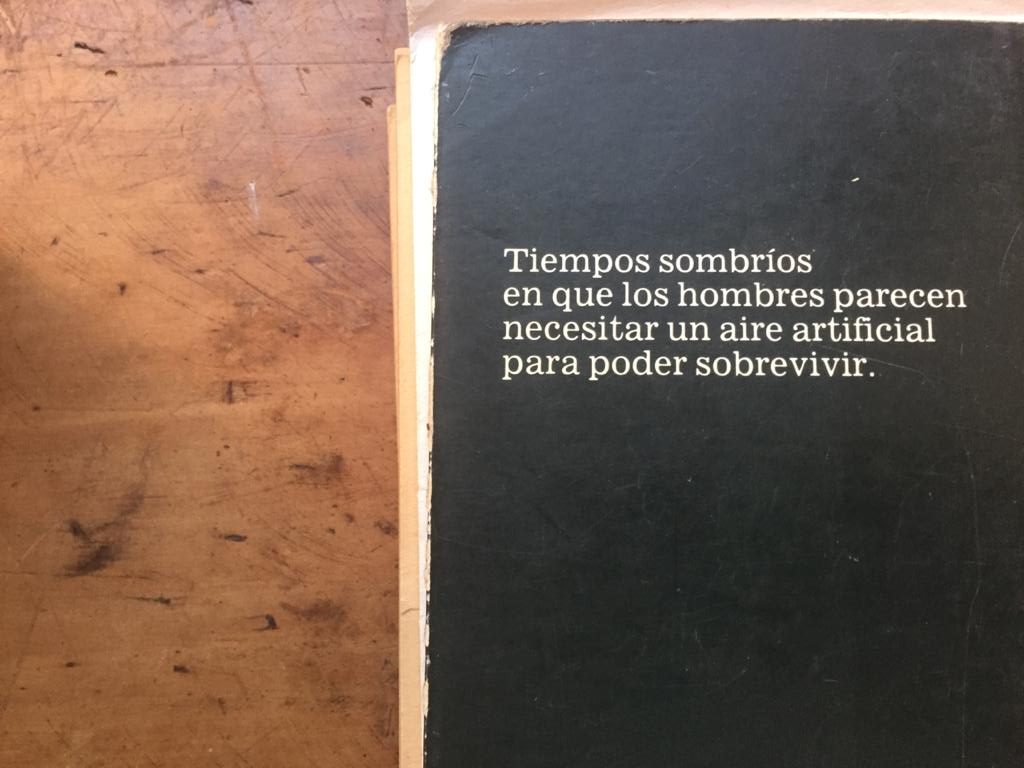 Tiempos sombríos
en que los hombres parecen
necesitar un aire artificial
para poder sobrevivir.